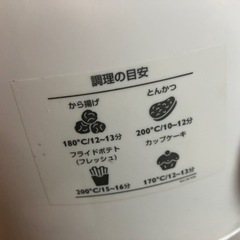 調理の目安
から揚げ
180°C/12~13分
とんかつ
200°C/10~12分
フライドポテト
(フレッシュ)
200°C/15~16分
カップケーキ
170°C/12~13分